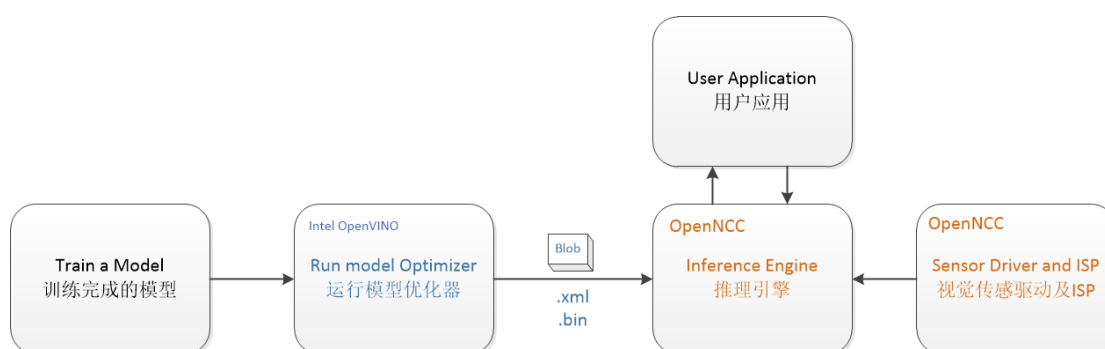 User Application
用户应用
Train a Model
训练完成的模型
Intel OpenVINO
Run model Optimizer
运行模型优化器
Blob
.xml
.bin
OpenNCC
Inference Engine
推理引擎
OpenNCC
Sensor Driver and ISP
视觉传感驱动及ISP